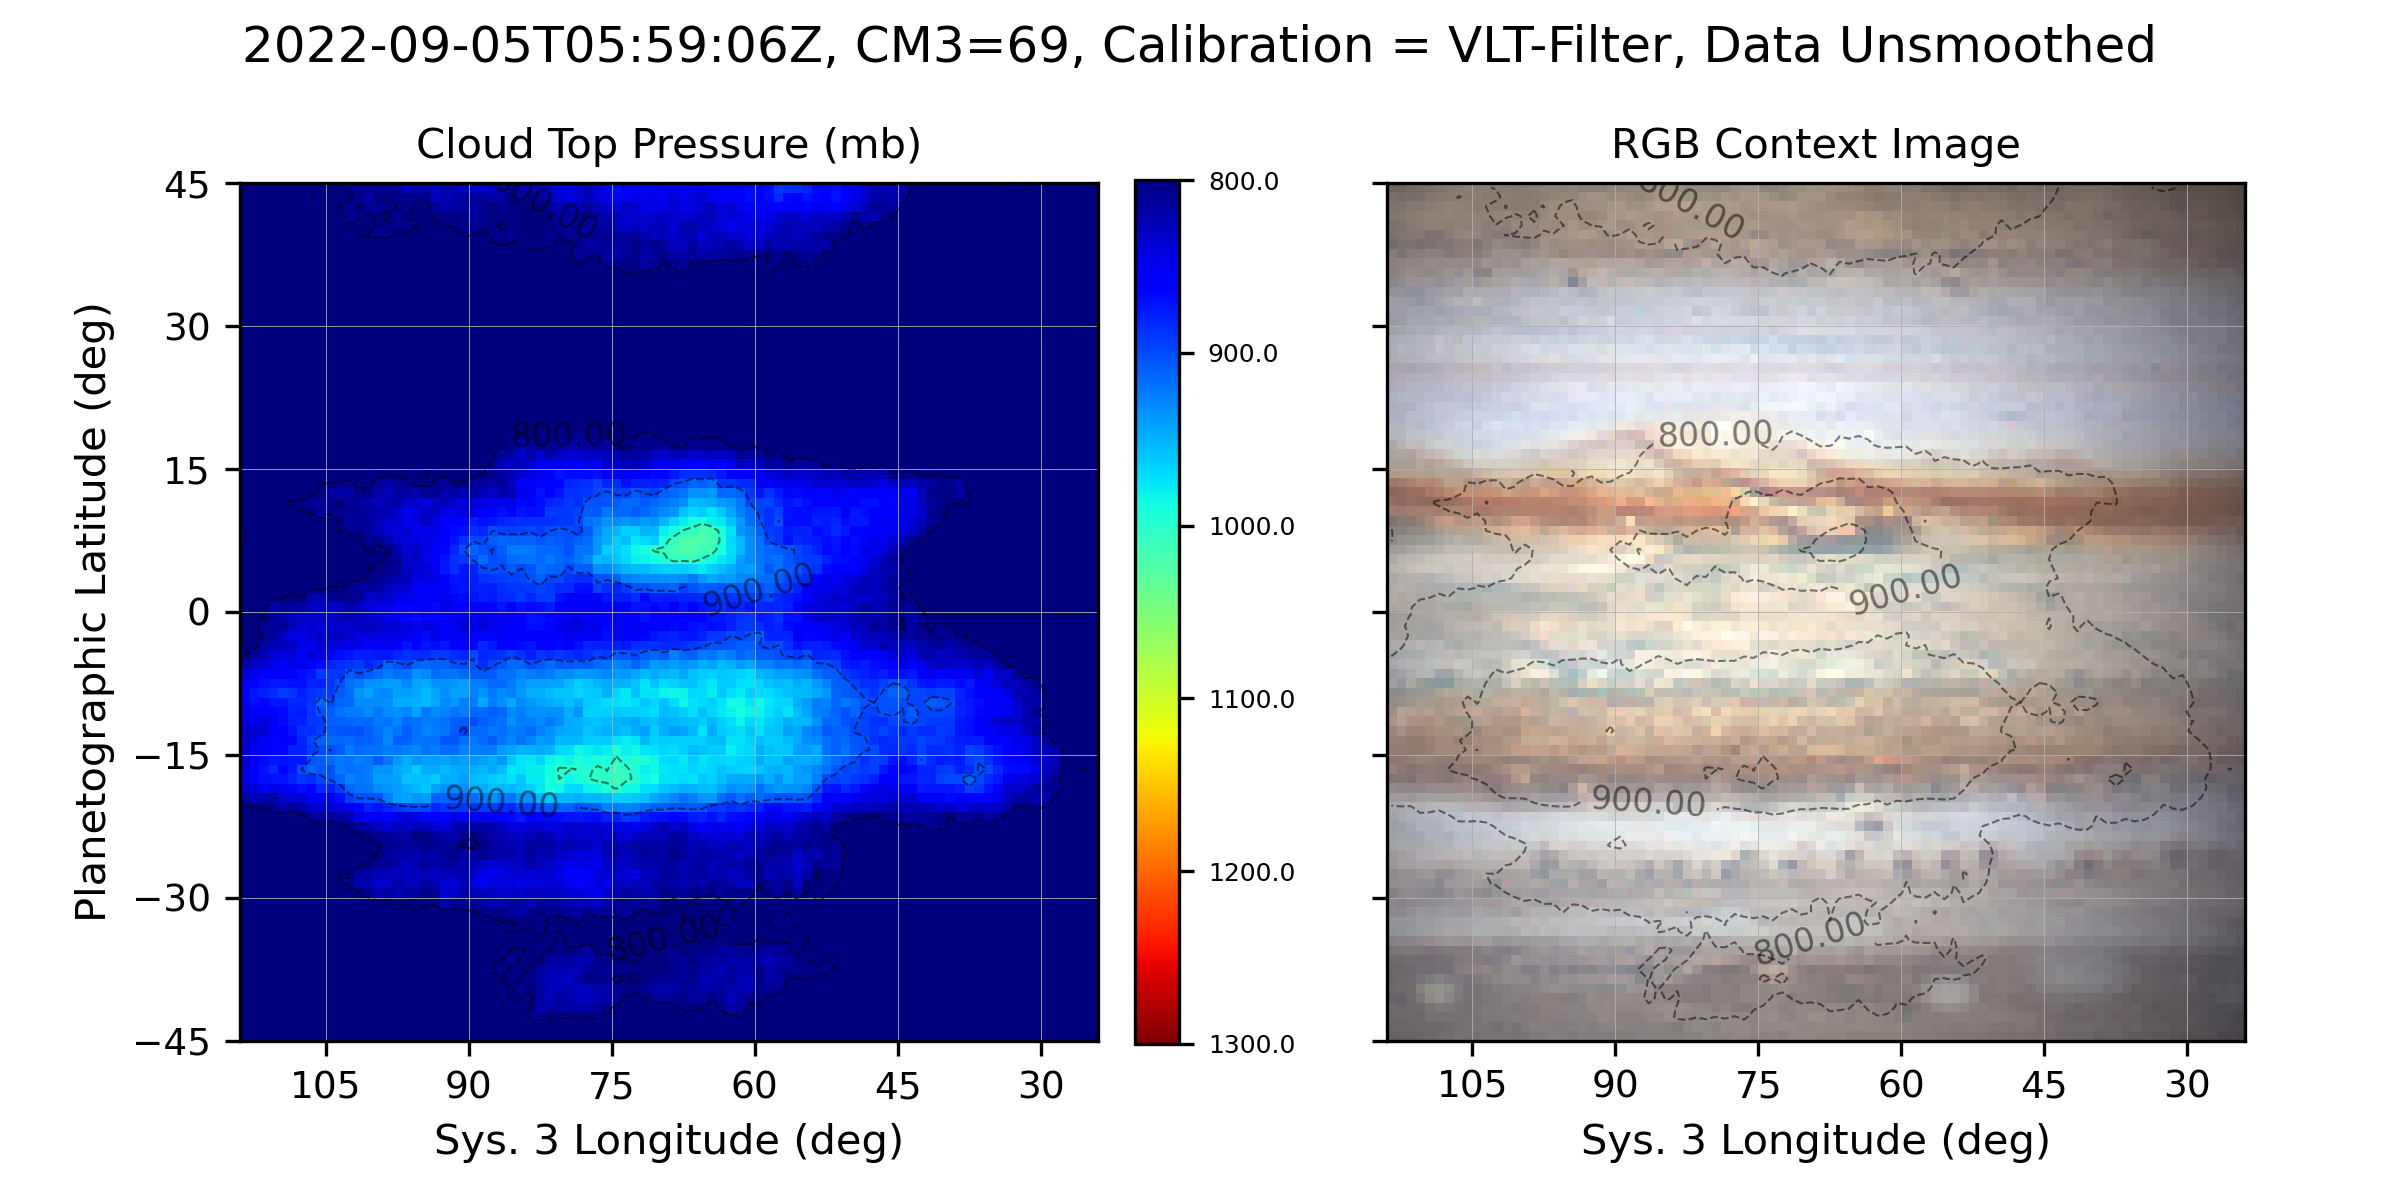 2022-09-05T05:59:06Z, CM3=69, Calibration = VLT-Filter, Data Unsmoothed
Cloud Top Pressure (mb)
RGB Context Image
45
30
15
0
−15
−30
−45
Planetographic Latitude (deg)
800.00
800.00
900.00
900.00
800.00
105 90 75 60 45 30
Sys. 3 Longitude (deg)
800.0
900.0
1000.0
1100.0
1200.0
1300.0
800.00
800.00
900.00
900.00
800.00
105 90 75 60 45 30
Sys. 3 Longitude (deg)